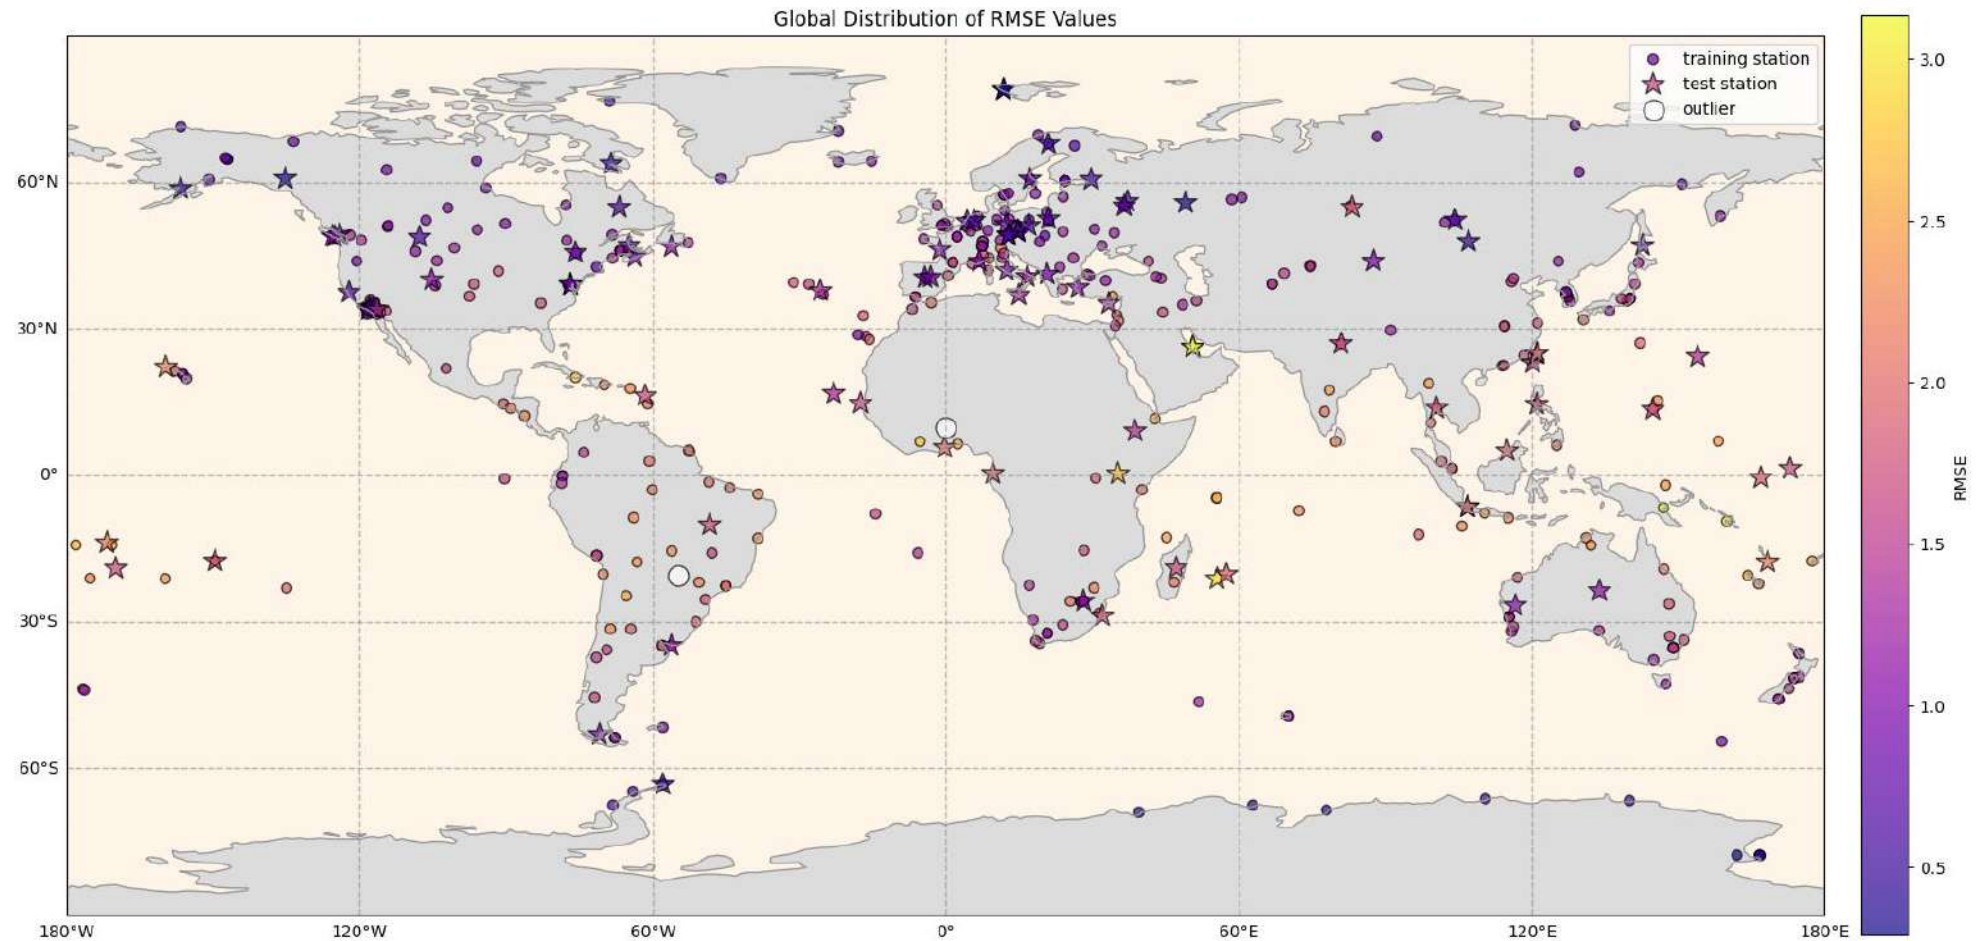 Global Distribution of RMSE Values
training station
test station
outlier
60°N
30°N
0°
30°S
60°S
180°W
120°W
60°W
0°
60°E
120°E
180°E
3.0
2.5
2.0
1.5
1.0
0.5
RMSE